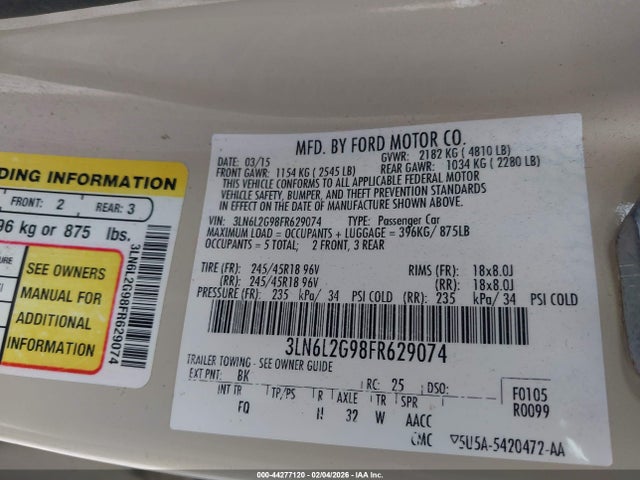 DING INFORMATION
FRONT: 2 REAR: 3
96 kg or 875 lbs.
SEE OWNERS
MANUAL FOR
ADDITIONAL
INFORMATION
3LN6L2G98FR629074
MFD. BY FORD MOTOR CO.
DATE: 03/15 GVWR: 2182 KG ( 4810 LB)
FRONT GAWR: 1154 KG ( 2545 LB) REAR GAWR: 1034 KG ( 2280 LB)
THIS VEHICLE CONFORMS TO ALL APPLICABLE FEDERAL MOTOR
VEHICLE SAFETY, BUMPER, AND THEFT PREVENTION STANDARDS
IN EFFECT ON THE DATE OF MANUFACTURE SHOWN ABOVE.
VIN: 3LN6L2G98FR629074 TYPE: Passenger Car
MAXIMUM LOAD = OCCUPANTS + LUGGAGE = 396KG/ 875LB
OCCUPANTS = 5 TOTAL; 2 FRONT, 3 REAR
TIRE (FR): 245/45R18 96V RIMS (FR): 18x8.0J
(RR): 245/45R18 96V (RR): 18x8.0J
PRESSURE (FR): 235 kPa/ 34 PSI COLD (RR): 235 kPa/ 34 PSI COLD
3LN6L2G98FR629074
TRAILER TOWING - SEE OWNER GUIDE
EXT PNT: BK RC: 25 DSO: F0105
INT TR TP/PS R AXLE TR SPR R0099
FQ N 32 W AACC
CMC 5U5A-5420472-AA
000-44277120 - 02/04/2026 - IAA Inc.